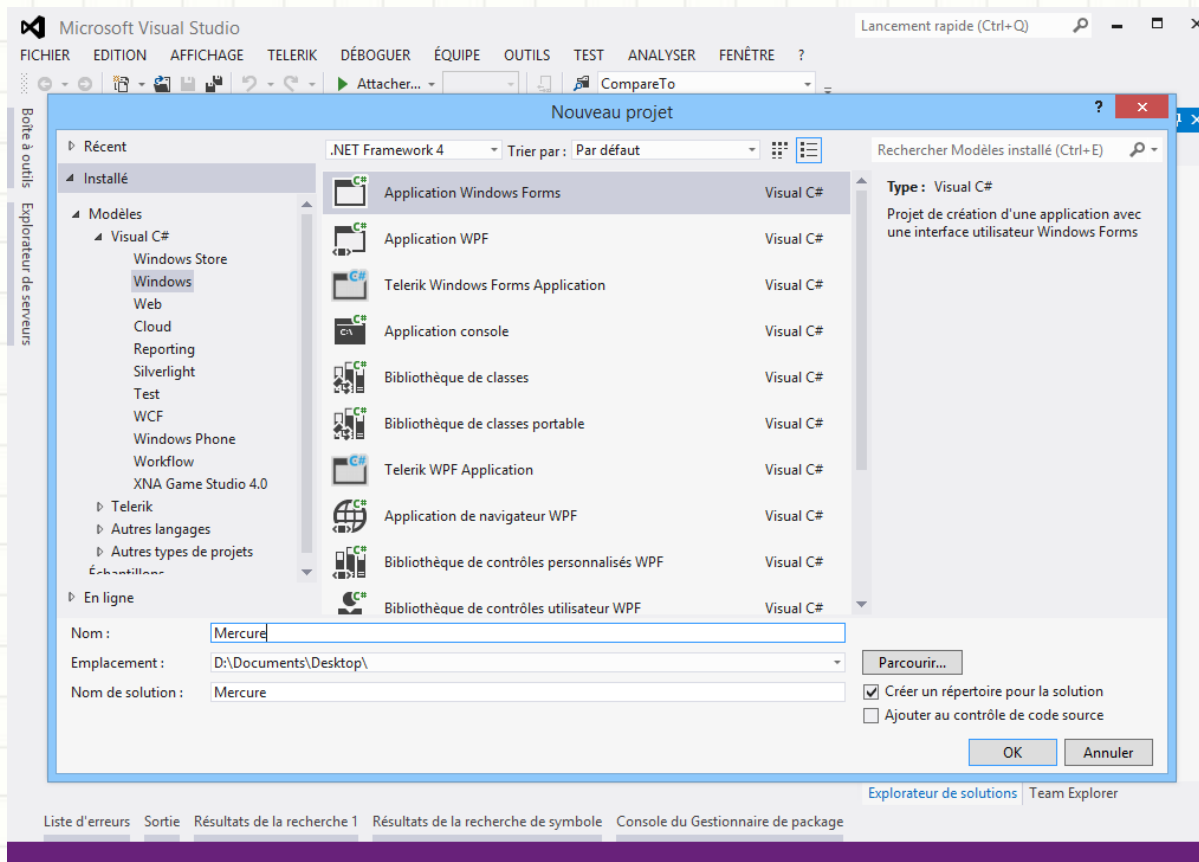 Microsoft Visual Studio
Lancement rapide (Ctrl+Q)
FICHIER EDITION AFFICHAGE TELERIK DÉBOGUER ÉQUIPE OUTILS TEST ANALYSER FENÊTRE ?
Attacher... CompareTo
Boîte à outils
Explorateur de serveurs
Nouveau projet
? ×
Récent
.NET Framework 4
Trier par : Par défaut
Rechercher Modèles installé (Ctrl+E)
Installé
Modèles
Visual C#
Windows Store
Windows
Web
Cloud
Reporting
Silverlight
Test
WCF
Windows Phone
Workflow
XNA Game Studio 4.0
Telerik
Autres langages
Autres types de projets
Échantillons
En ligne
Application Windows Forms Visual C#
Application WPF Visual C#
Telerik Windows Forms Application Visual C#
Application console Visual C#
Bibliothèque de classes Visual C#
Bibliothèque de classes portable Visual C#
Telerik WPF Application Visual C#
Application de navigateur WPF Visual C#
Bibliothèque de contrôles personnalisés WPF Visual C#
Bibliothèque de contrôles utilisateur WPF Visual C#
Type : Visual C#
Projet de création d'une application avec
une interface utilisateur Windows Forms
Nom : Mercure
Emplacement : D:\Documents\Desktop\
Parcourir...
Nom de solution : Mercure
Créer un répertoire pour la solution
Ajouter au contrôle de code source
OK Annuler
Explorateur de solutions Team Explorer
Liste d'erreurs Sortie Résultats de la recherche 1 Résultats de la recherche de symbole Console du Gestionnaire de package